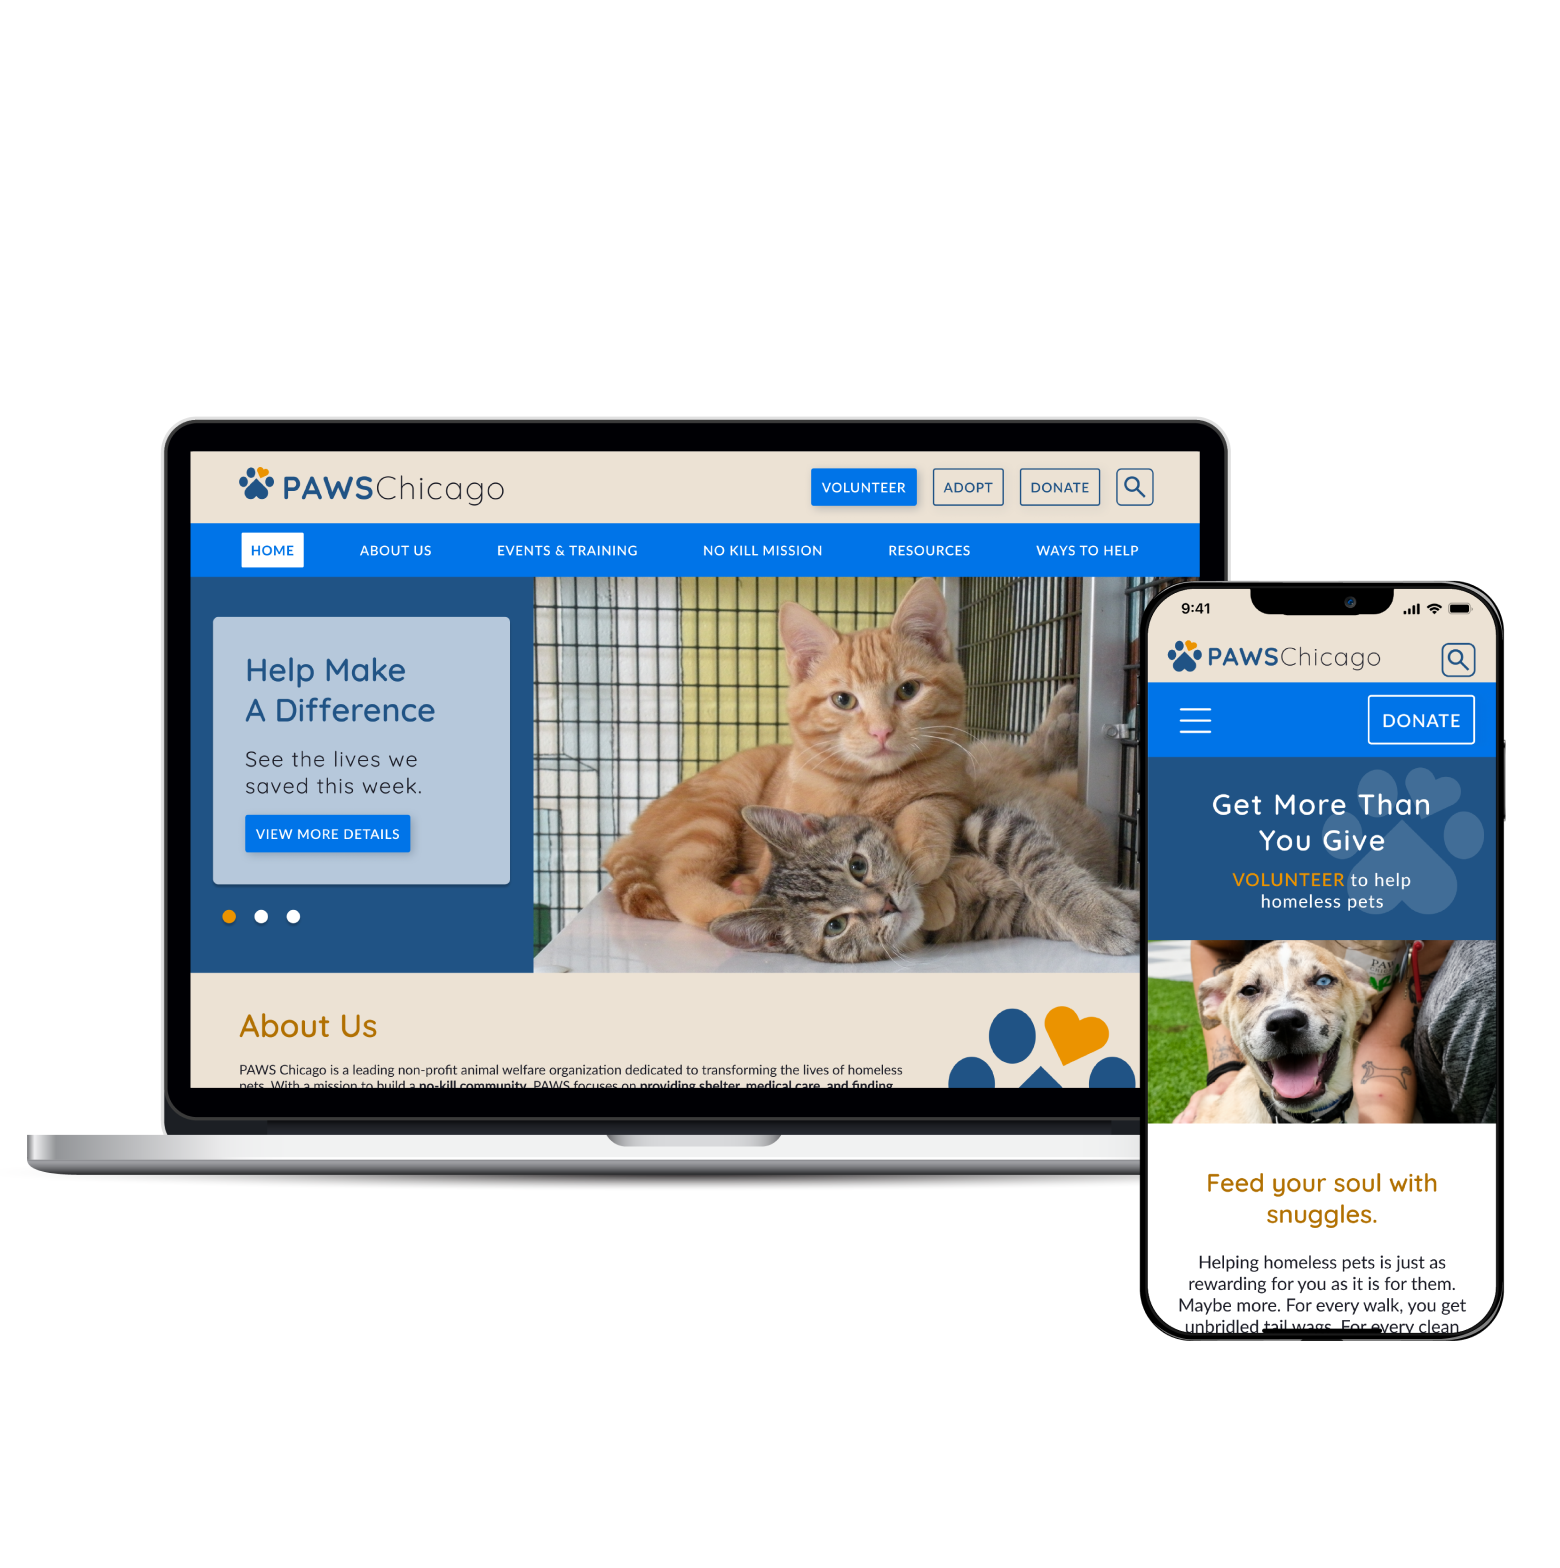 PAWSChicago
VOLUNTEER
ADOPT
DONATE
HOME
ABOUT US
EVENTS & TRAINING
NO KILL MISSION
RESOURCES
WAYS TO HELP
Help Make
A Difference
See the lives we
saved this week.
VIEW MORE DETAILS
About Us
PAWS Chicago is a leading non-profit animal welfare organization dedicated to transforming the lives of homeless
pets. With a mission to build a no-kill community, PAWS focuses on providing shelter, medical care, and finding
9:41
PAWSChicago
DONATE
Get More Than
You Give
VOLUNTEER to help
homeless pets
PAW
Feed your soul with
snuggles.
Helping homeless pets is just as
rewarding for you as it is for them.
Maybe more. For every walk, you get
unbridled tail wags. For every clean